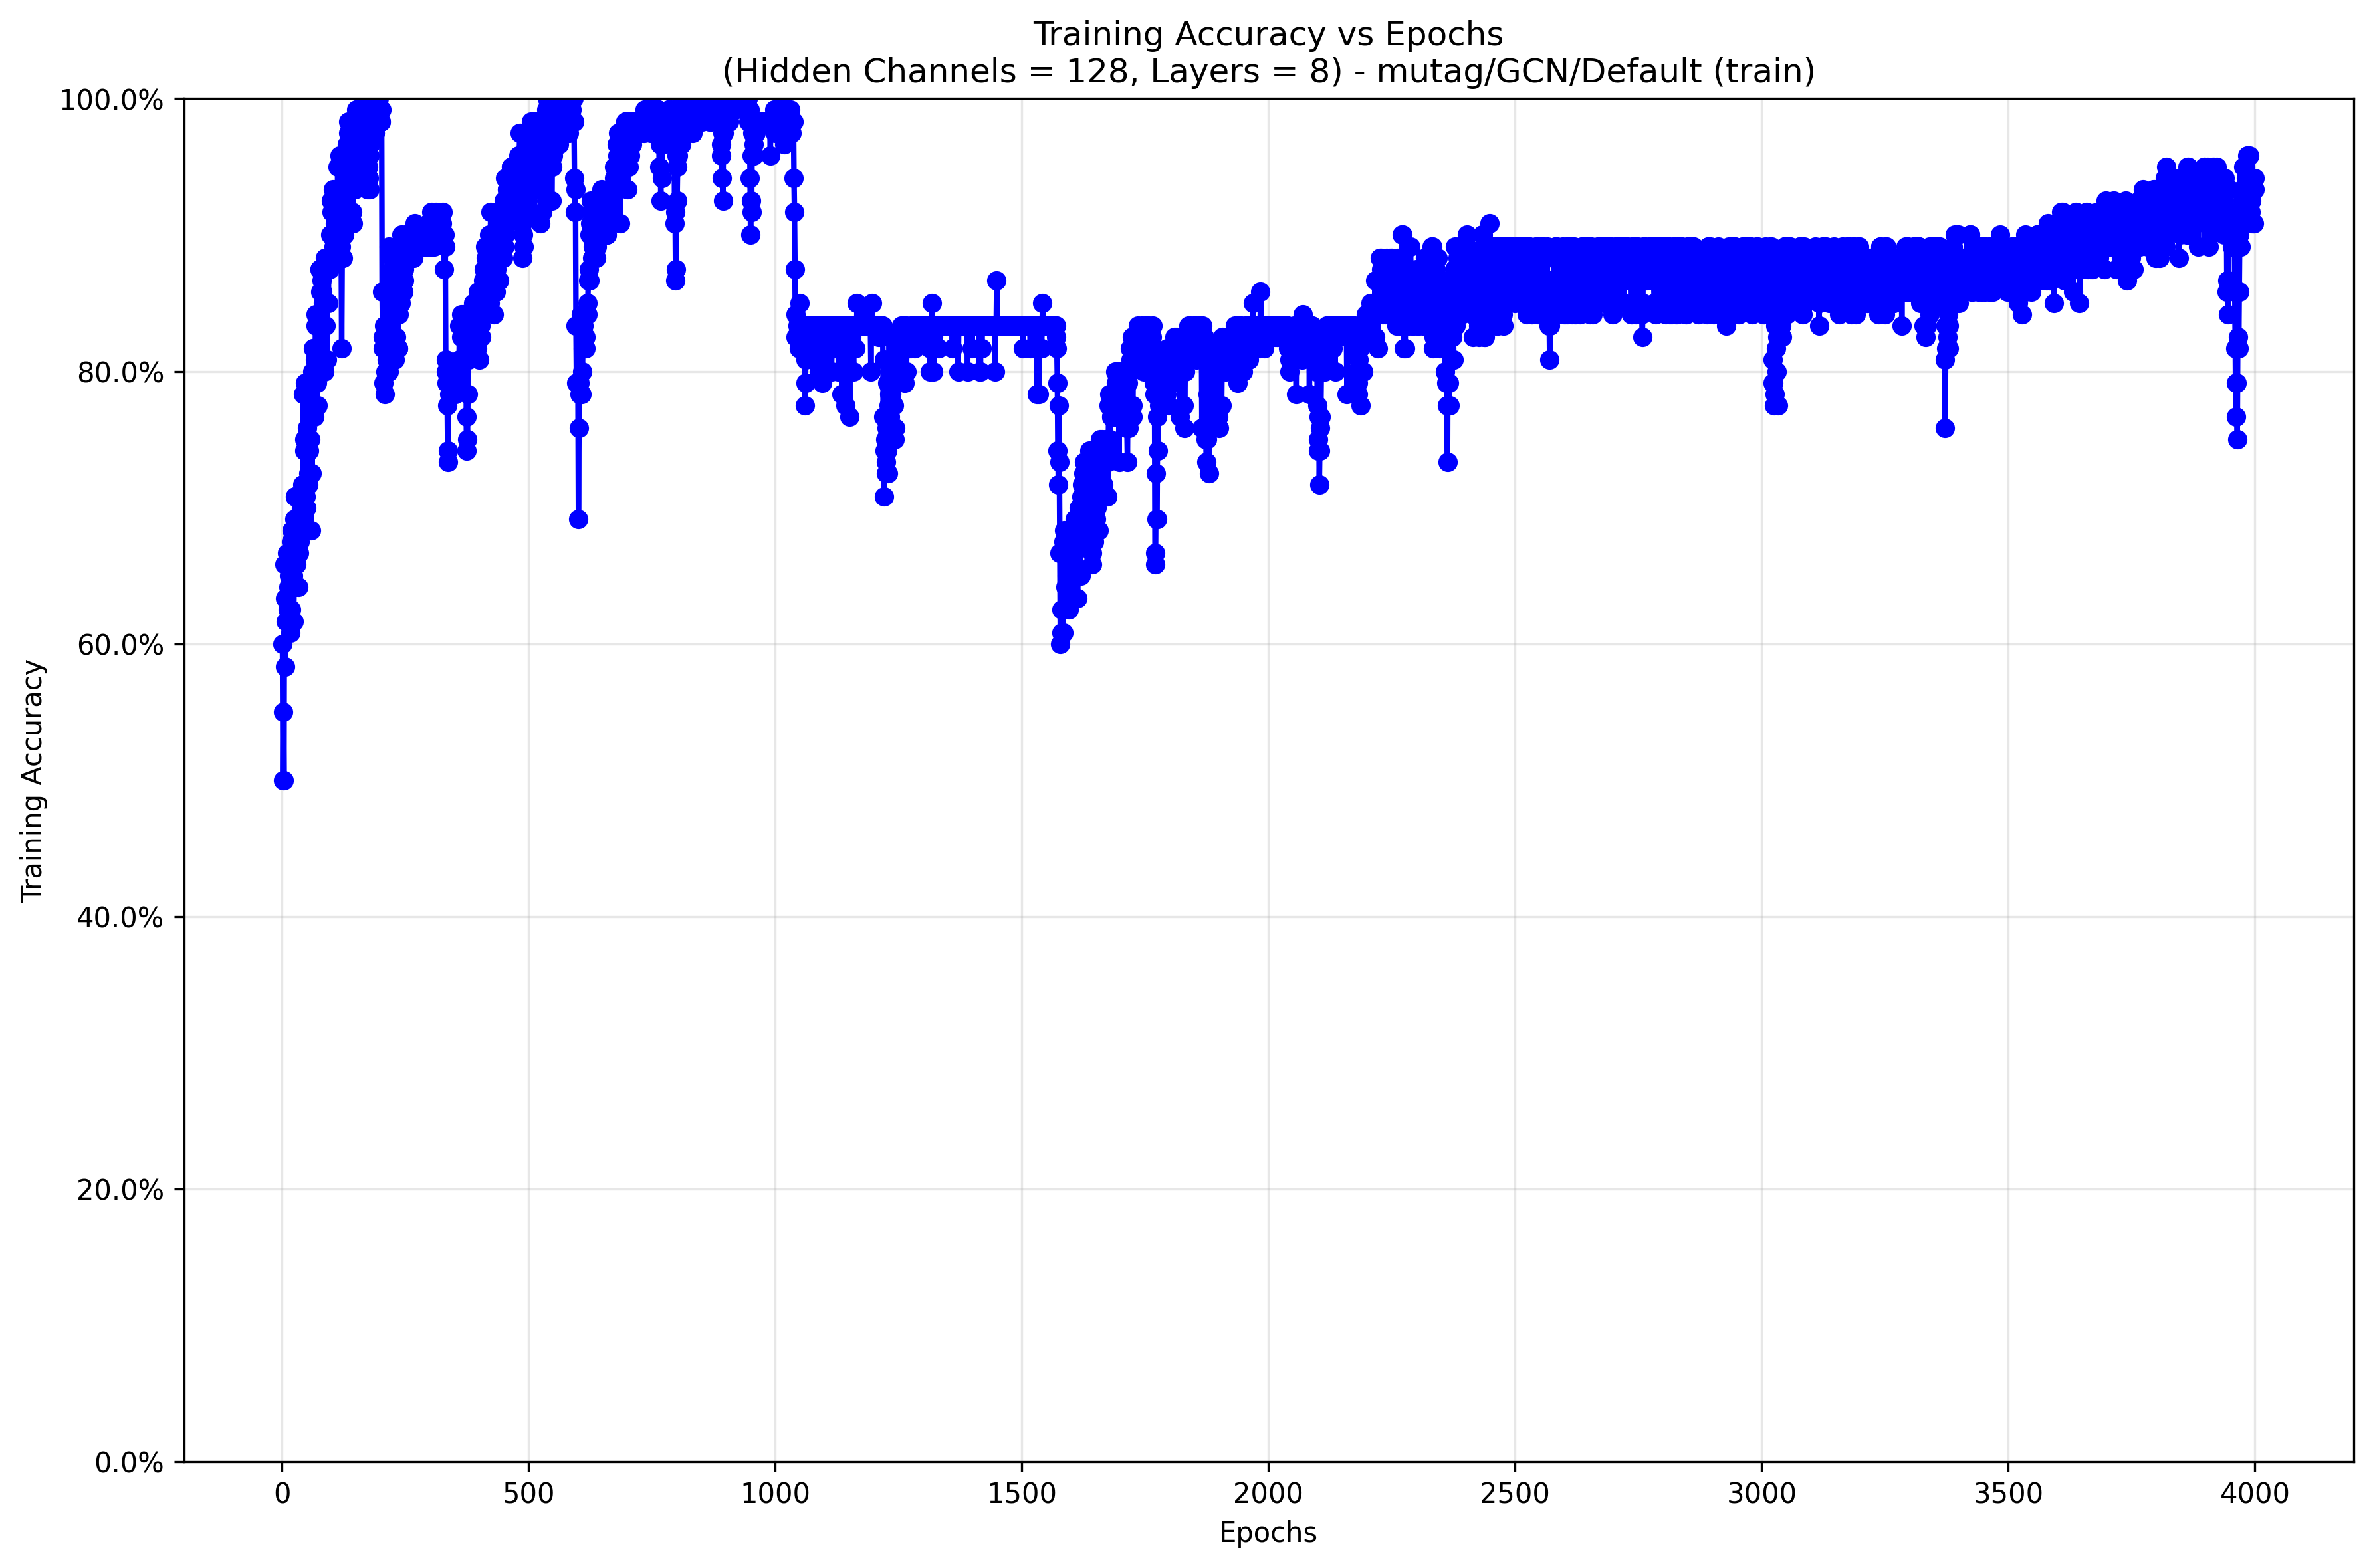 Training Accuracy vs Epochs
(Hidden Channels = 128, Layers = 8) - mutag/GCN/Default (train)
100.0%
80.0%
60.0%
40.0%
20.0%
0.0%
Training Accuracy
0 500 1000 1500 2000 2500 3000 3500 4000
Epochs